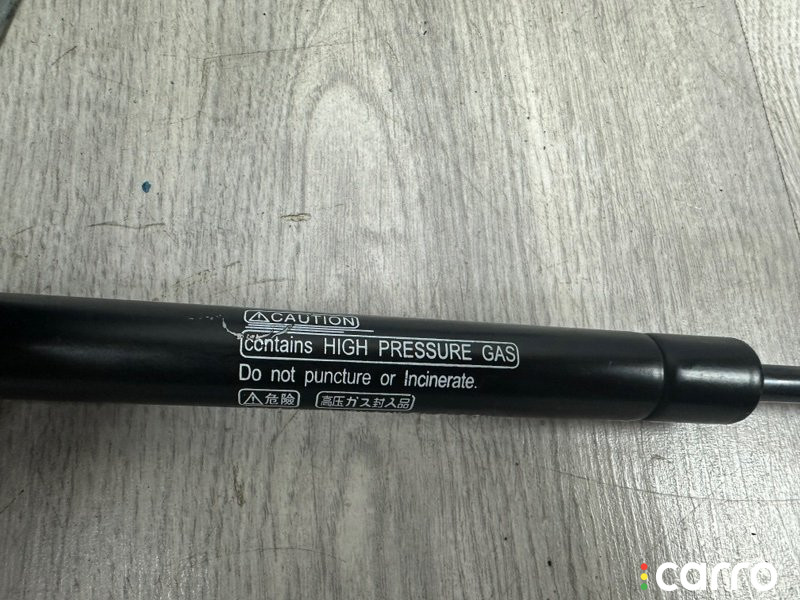 ⚠CAUTION
contains HIGH PRESSURE GAS
Do not puncture or Incinerate.
⚠危険 高圧ガス封入品
carro